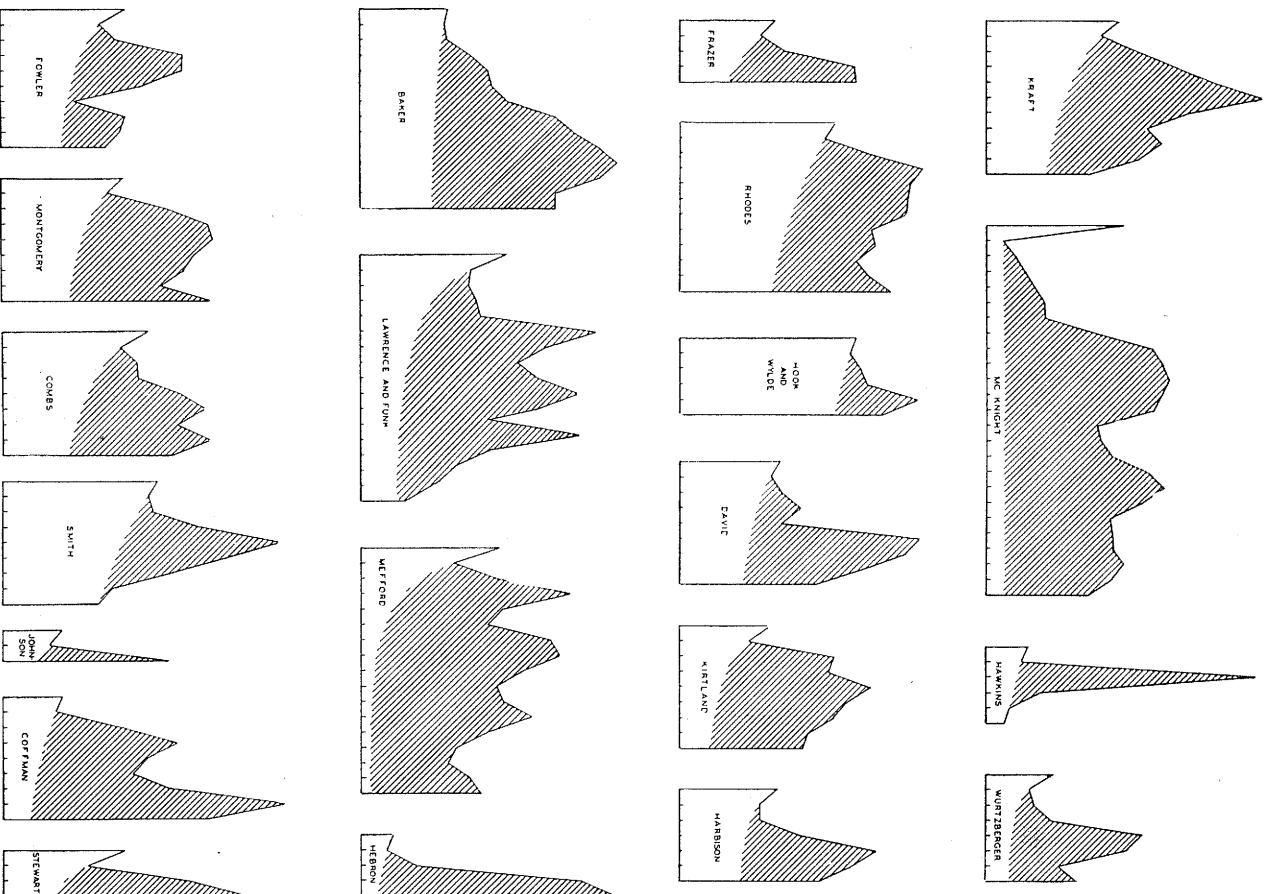 KRAFT
MC KNIGHT
HAWKINS
WURTZBERGER
FRAZER
RHODES
HOOK
AND
WYLDE
DAVID
KIRTLAND
HARBISON
BAKER
LAWRENCE AND FUNK
MEFFORD
HEBRON
FOWLER
MONTGOMERY
COMBS
SMITH
JOHN-
SON
COFFMAN
STEWART